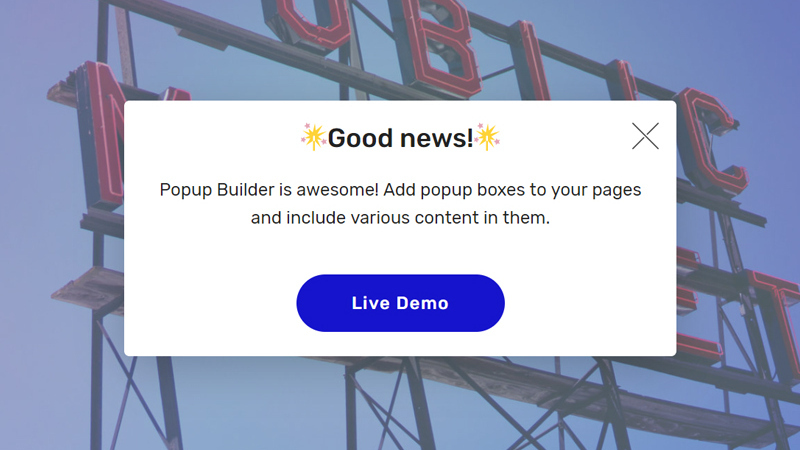 UBLIC
💥Good news!💥
Popup Builder is awesome! Add popup boxes to your pages
and include various content in them.
Live Demo